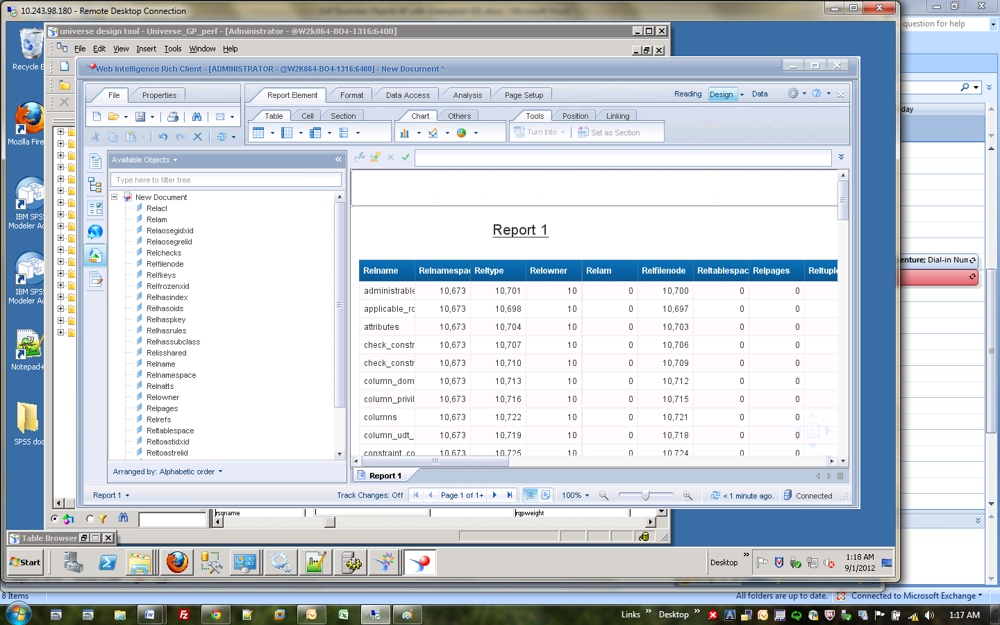 10.243.98.180 - Remote Desktop Connection
question for help
universe design tool - Universe_GP_perf - [Administrator - @W2k864-BO4-1316:6400]
File Edit View Insert Tools Window Help
Web Intelligence Rich Client - [ADMINISTRATOR - @W2K864-BO4-1316:6400] - New Document *
File Properties
Report Element Format Data Access Analysis Page Setup
Reading Design Data
Table Cell Section Chart Others Tools Position Linking
Turn Into Set as Section
Available Objects
Type here to filter tree
New Document
Relacl
Relam
Relaosegidxid
Relaosegrelid
Relchecks
Relfilenode
Relfkeys
Relfrozenxid
Relhasindex
Relhasoids
Relhaspkey
Relhasrules
Relhassubclass
Relisshared
Relname
Relnamespace
Relnatts
Relowner
Relpages
Relrefs
Reltablespace
Reltoastidxid
Reltoastrelid
Arranged by: Alphabetic order
Report 1
Relname Relnamespac Reltype Relowner Relam Relfilenode Reltablespac Relpages Reltuple
administrable 10,673 10,701 10 0 10,700 0 0
applicable_ro 10,673 10,698 10 0 10,697 0 0
attributes 10,673 10,704 10 0 10,703 0 0
check_constr 10,673 10,707 10 0 10,706 0 0
check_constr 10,673 10,710 10 0 10,709 0 0
column_dom 10,673 10,713 10 0 10,712 0 0
column_privil 10,673 10,716 10 0 10,715 0 0
columns 10,673 10,722 10 0 10,721 0 0
column_udt_ 10,673 10,719 10 0 10,718 0 0
constraint_co 10,673 10,725 10 0 10,724 0 0
Report 1
Report 1 Track Changes: Off Page 1 of 1+ 100% < 1 minute ago. Connected
rsqname rqpweight
Table Browser
Recycle B
Mozilla Firef
IBM SPSS
Modeler Ad
IBM SPSS
Modeler Ad
Notepad+
SPSS doc
day
enture; Dial-in Num
Start
Desktop
1:18 AM
9/1/2012
8 Items
All folders are up to date. Connected to Microsoft Exchange
Links Desktop 1:17 AM